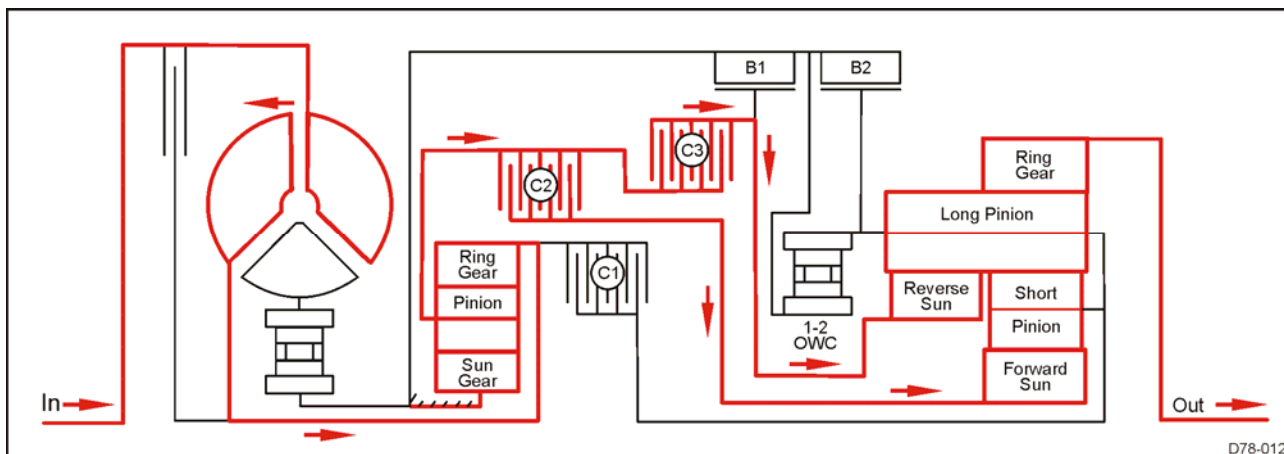 B1
B2
C3
C2
Ring
Gear
Long Pinion
Ring
Gear
C1
Pinion
Reverse
Sun
Short
Pinion
1-2
OWC
Sun
Gear
Forward
Sun
In
Out
D78-012